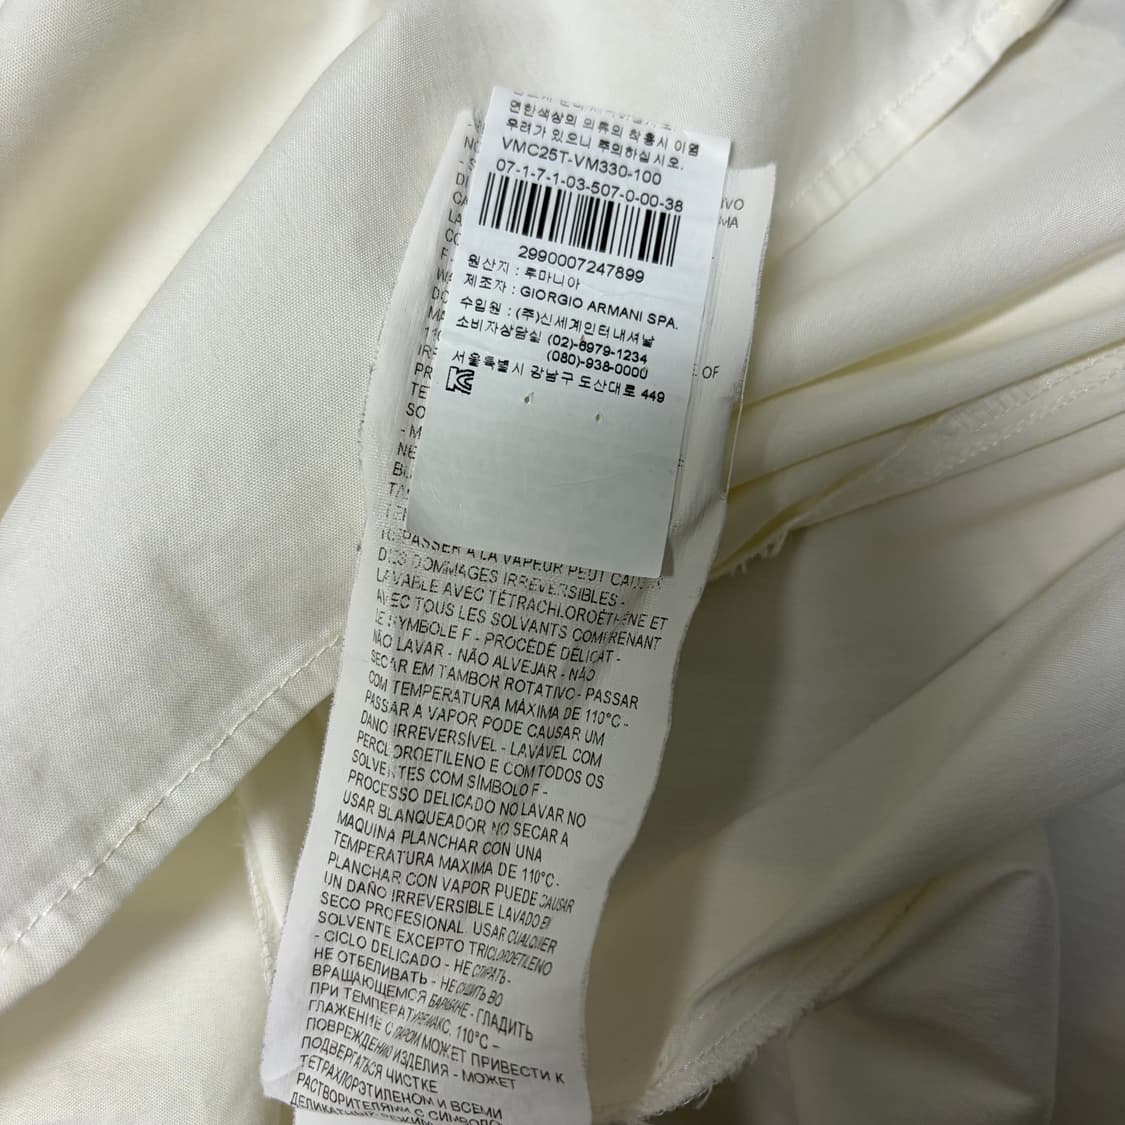 연한색상의 의류의 착용시 이염
우려가 있으니 주의하십시오.
VMC25T-VM330-100
07-1-7-1-03-507-0-00-38
2990007247899
원산지 : 루마니아
제조자 : GIORGIO ARMANI SPA.
수입원 : (주)신세계인터내셔날
소비자상담실 (02)-6979-1234
(080)-938-0000
서울특별시 강남구 도산대로 449
E OF
REPASSER A LA VAPEUR PEUT CAUSER
DES DOMMAGES IRREVERSIBLES -
LAVABLE AVEC TÉTRACHLOROÉTHÈNE ET
AVEC TOUS LES SOLVANTS COMPRENANT
LE SYMBOLE F - PROCÉDÉ DÉLICAT -
NÃO LAVAR - NÃO ALVEJAR - NÃO
SECAR EM TAMBOR ROTATIVO - PASSAR
COM TEMPERATURA MÁXIMA DE 110°C -
PASSAR A VAPOR PODE CAUSAR UM
DANO IRREVERSÍVEL - LAVÁVEL COM
PERCLOROETILENO E COM TODOS OS
SOLVENTES COM SÍMBOLO F -
PROCESSO DELICADO NO LAVAR NO
USAR BLANQUEADOR NO SECAR A
MAQUINA PLANCHAR CON UNA
TEMPERATURA MAXIMA DE 110°C -
PLANCHAR CON VAPOR PUEDE CAUSAR
UN DAÑO IRREVERSIBLE LAVADO EN
SECO PROFESIONAL. USAR CUALQUIER
SOLVENTE EXCEPTO TRICLOROETILENO
- CICLO DELICADO - НЕ СТИРАТЬ -
НЕ ОТБЕЛИВАТЬ - НЕ СУШИТЬ ВО
ВРАЩАЮЩЕМСЯ БАРАБАНЕ - ГЛАДИТЬ
ПРИ ТЕМПЕРАТУРЕ МАКС. 110°C –
ГЛАЖЕНИЕ С ПАРОМ МОЖЕТ ПРИВЕСТИ К
ПОВРЕЖДЕНИЮ ИЗДЕЛИЯ - МОЖЕТ
ПОДВЕРГАТЬСЯ ЧИСТКЕ
ТЕТРАХЛОРЭТИЛЕНОМ И ВСЕМИ
РАСТВОРИТЕЛЯМИ С СИМВОЛО